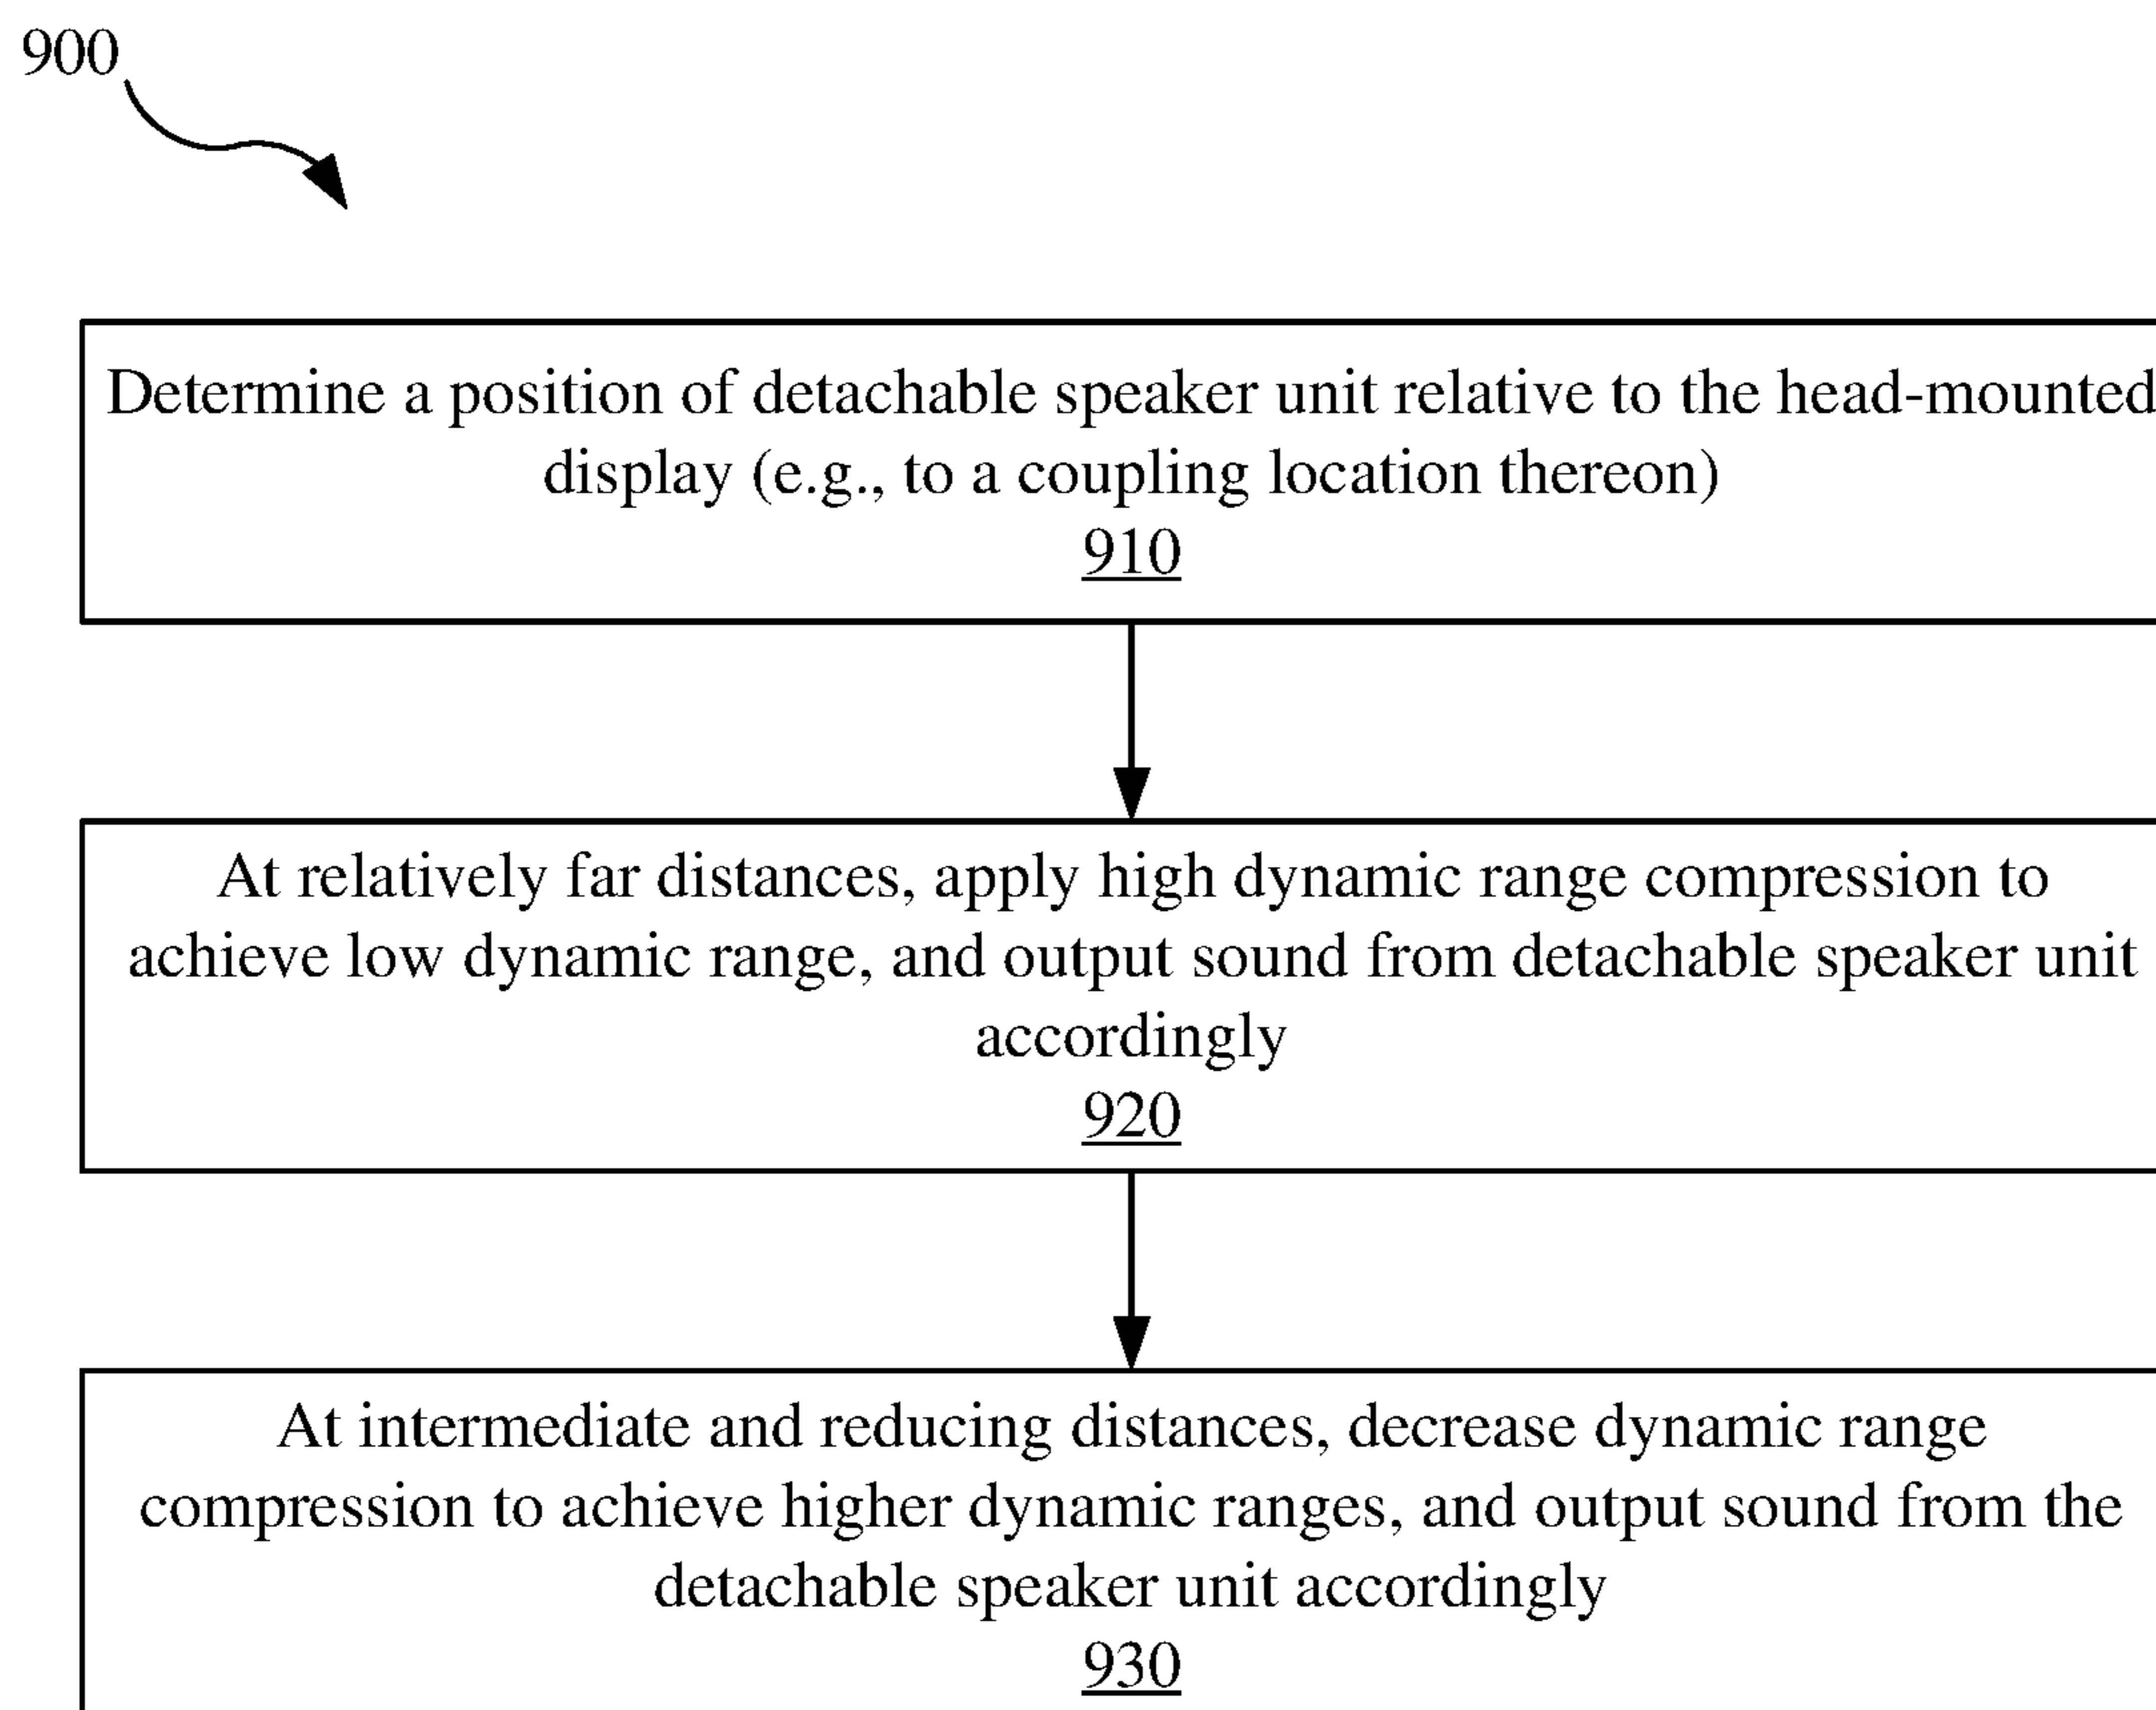 900
Determine a position of detachable speaker unit relative to the head-mounted
display (e.g., to a coupling location thereon)
910
At relatively far distances, apply high dynamic range compression to
achieve low dynamic range, and output sound from detachable speaker unit
accordingly
920
At intermediate and reducing distances, decrease dynamic range
compression to achieve higher dynamic ranges, and output sound from the
detachable speaker unit accordingly
930